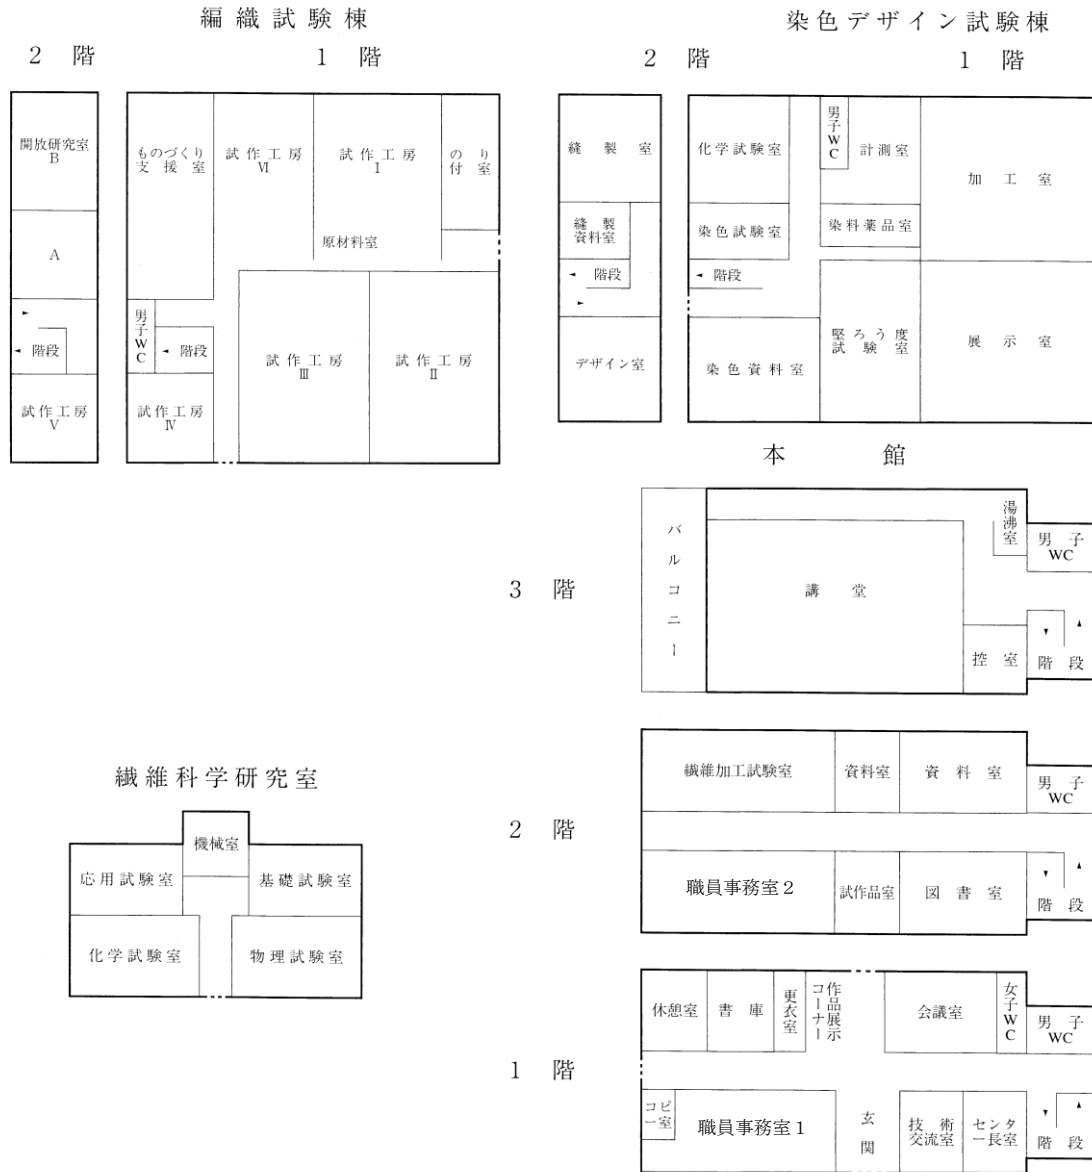 編織試験棟
2 階
1 階
開放研究室
B
A
階段
試作工房
V
ものづくり
支援室
試作工房
Ⅵ
試作工房
Ⅰ
のり
付室
原材料室
男子WC
階段
試作工房
Ⅳ
試作工房
Ⅲ
試作工房
Ⅱ
染色デザイン試験棟
2 階
1 階
縫製室
縫製
資料室
階段
デザイン室
化学試験室
男子WC
計測室
加工室
染色試験室
染料薬品室
階段
染色資料室
堅ろう度
試験室
展示室
本館
3 階
バルコニー
講堂
湯沸室
男子
WC
控室
階段
2 階
繊維加工試験室
資料室
資料室
男子
WC
職員事務室2
試作品室
図書室
階段
1 階
休憩室
書庫
更衣室
作品展示
コーナー
会議室
女子WC
男子
WC
コピ
ー室
職員事務室1
玄関
技術
交流室
センタ
ー長室
階段
繊維科学研究室
機械室
応用試験室
基礎試験室
化学試験室
物理試験室